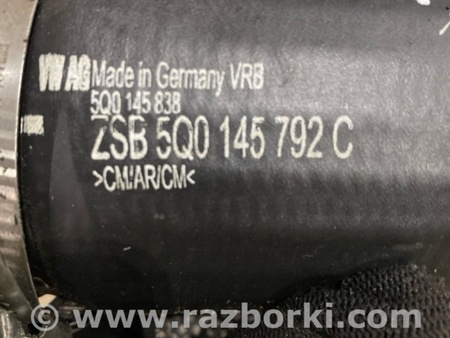 VW AG Made in Germany VRB
5Q0 145 838
ZSB 5Q0 145 792 C
>CM/AR/CM<
© www.razborki.com